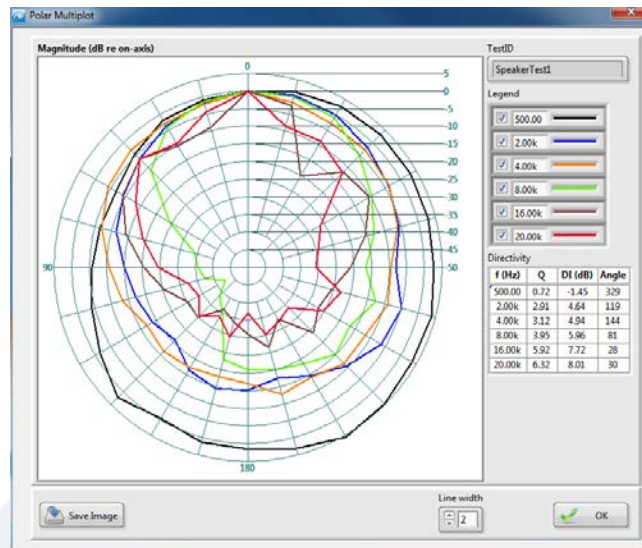 Polar Multiplot
Magnitude (dB re on-axis)
0
5
0
-5
-10
-15
-20
-25
-30
-35
-40
-45
50
90
180
TestID
SpeakerTest1
Legend
500.00
2.00k
4.00k
8.00k
16.00k
20.00k
Directivity
f (Hz) Q DI (dB) Angle
500.00 0.72 -1.45 329
2.00k 2.91 4.64 119
4.00k 3.12 4.94 144
8.00k 3.95 5.96 81
16.00k 5.92 7.72 28
20.00k 6.32 8.01 30
Save Image
Line width
2
OK